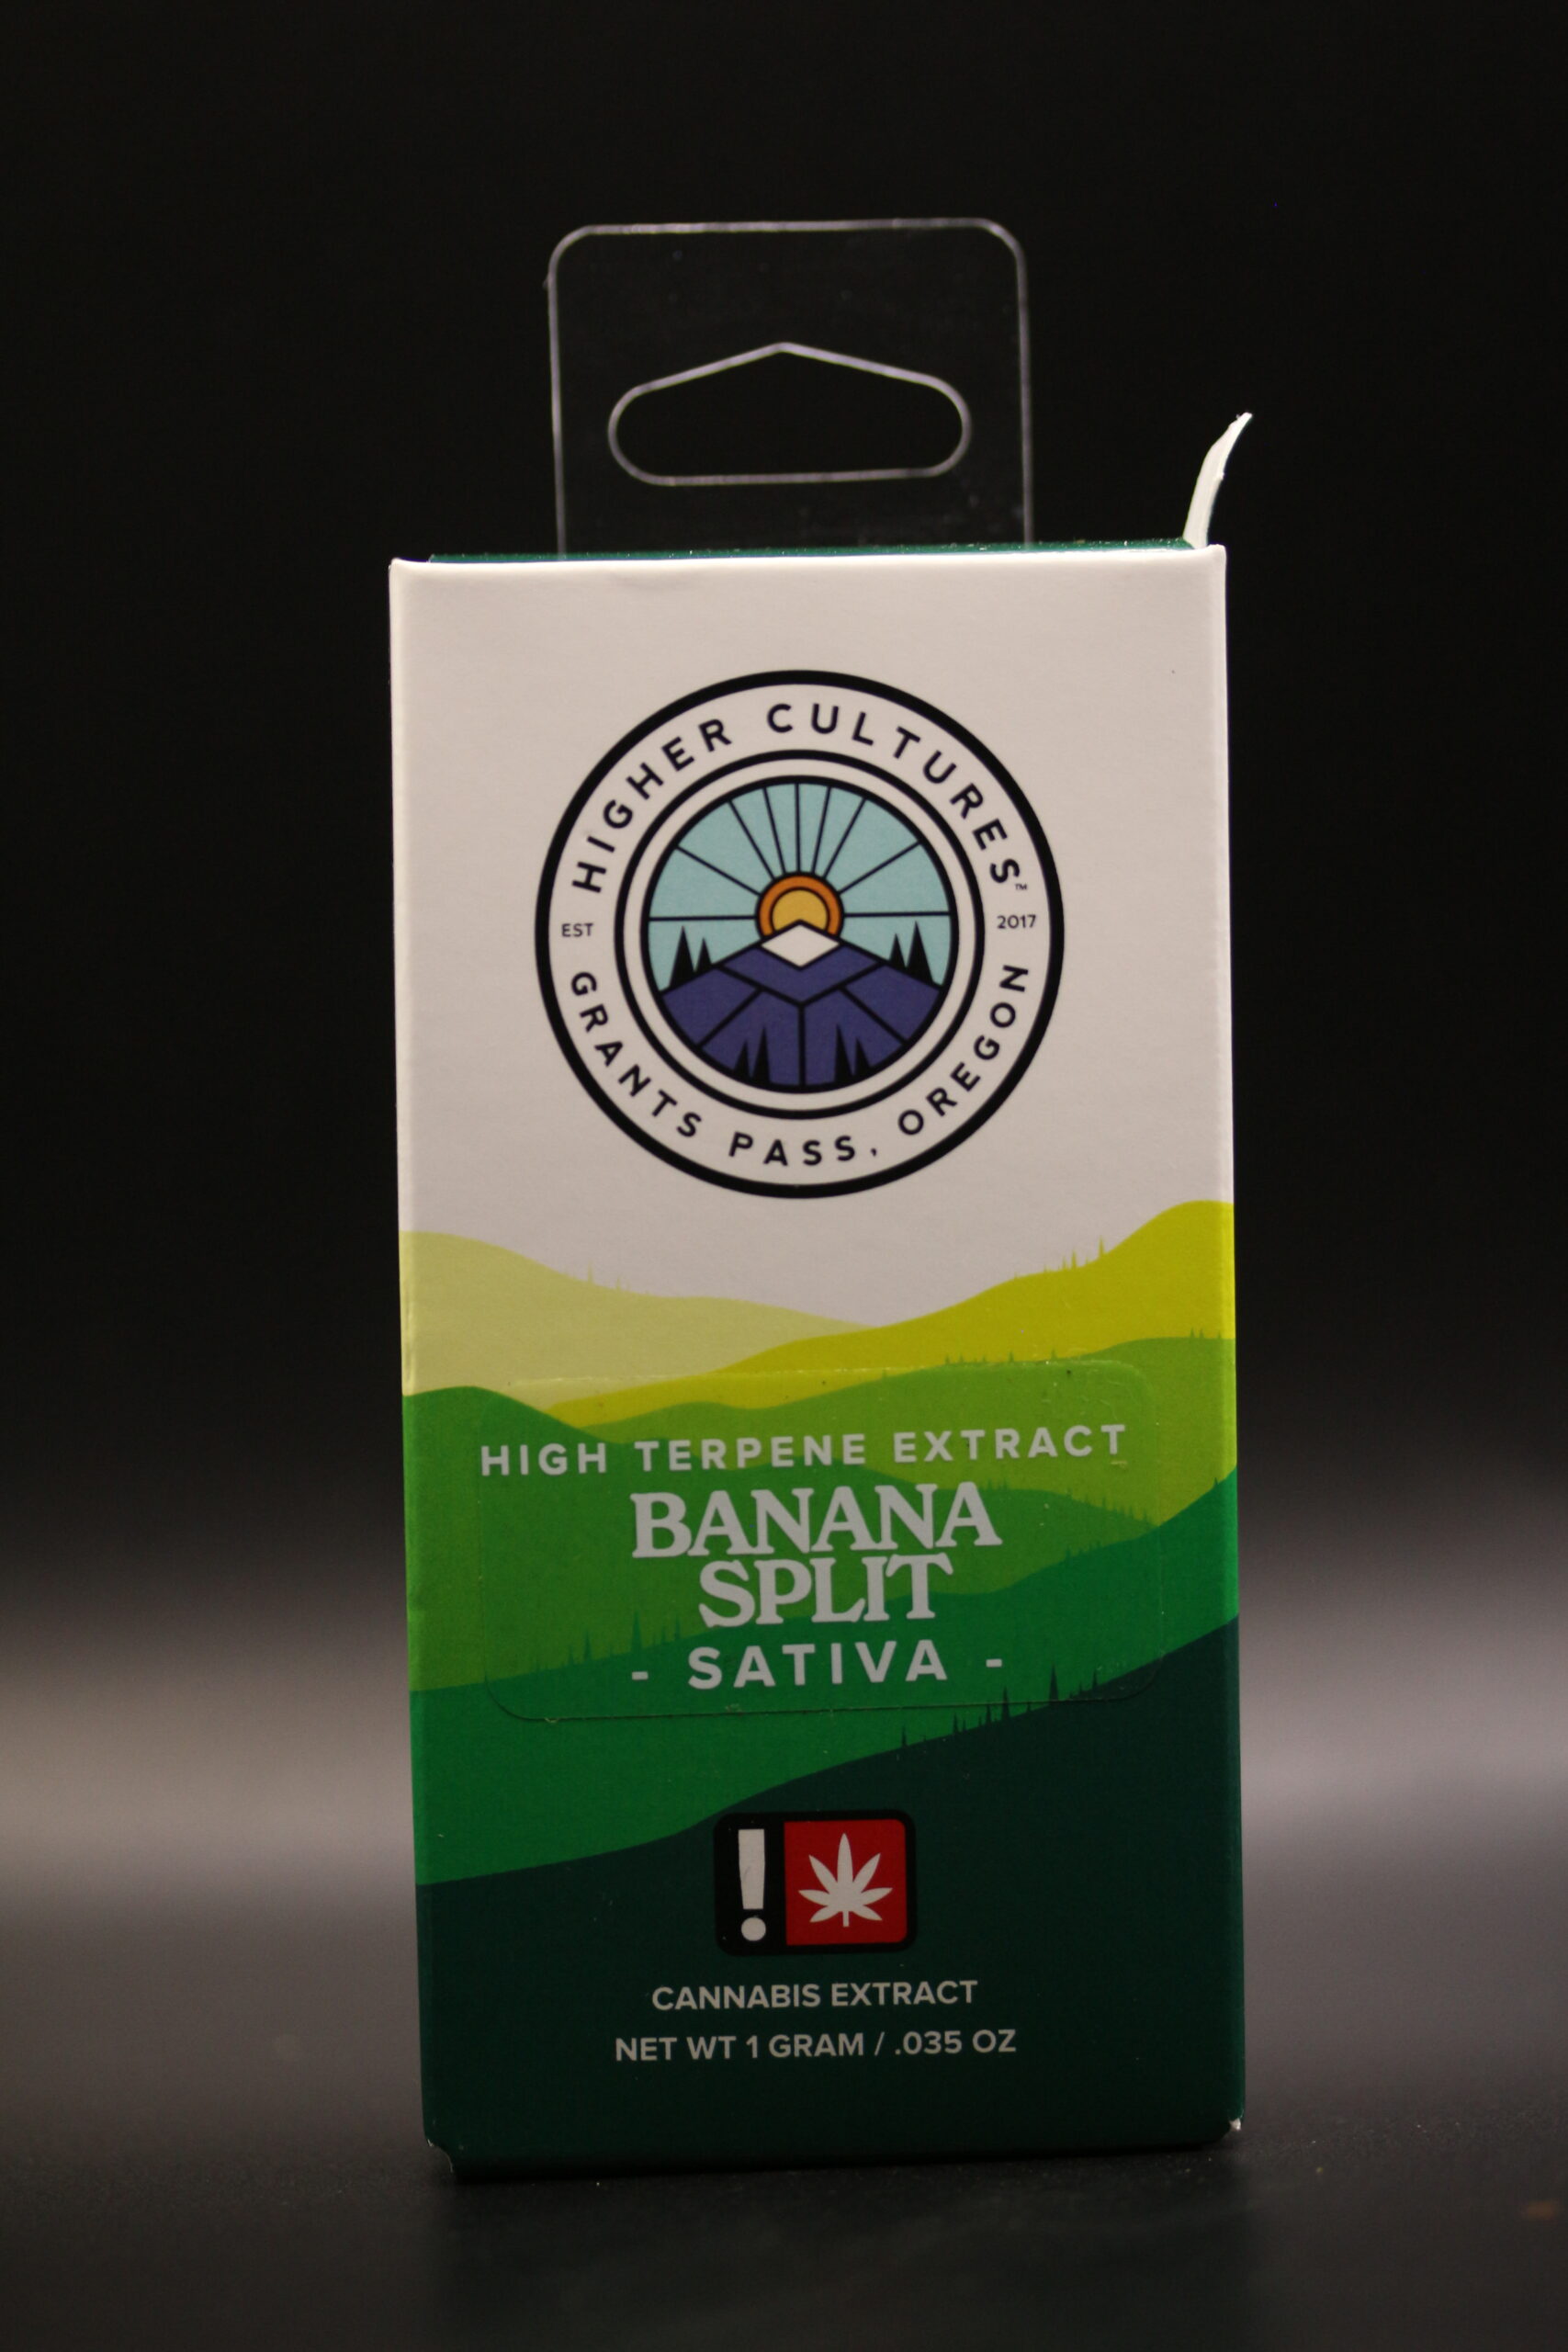 HIGHER CULTURES™
EST 2017
GRANTS PASS, OREGON
HIGH TERPENE EXTRACT
BANANA
SPLIT
- SATIVA -
!
CANNABIS EXTRACT
NET WT 1 GRAM / .035 OZ